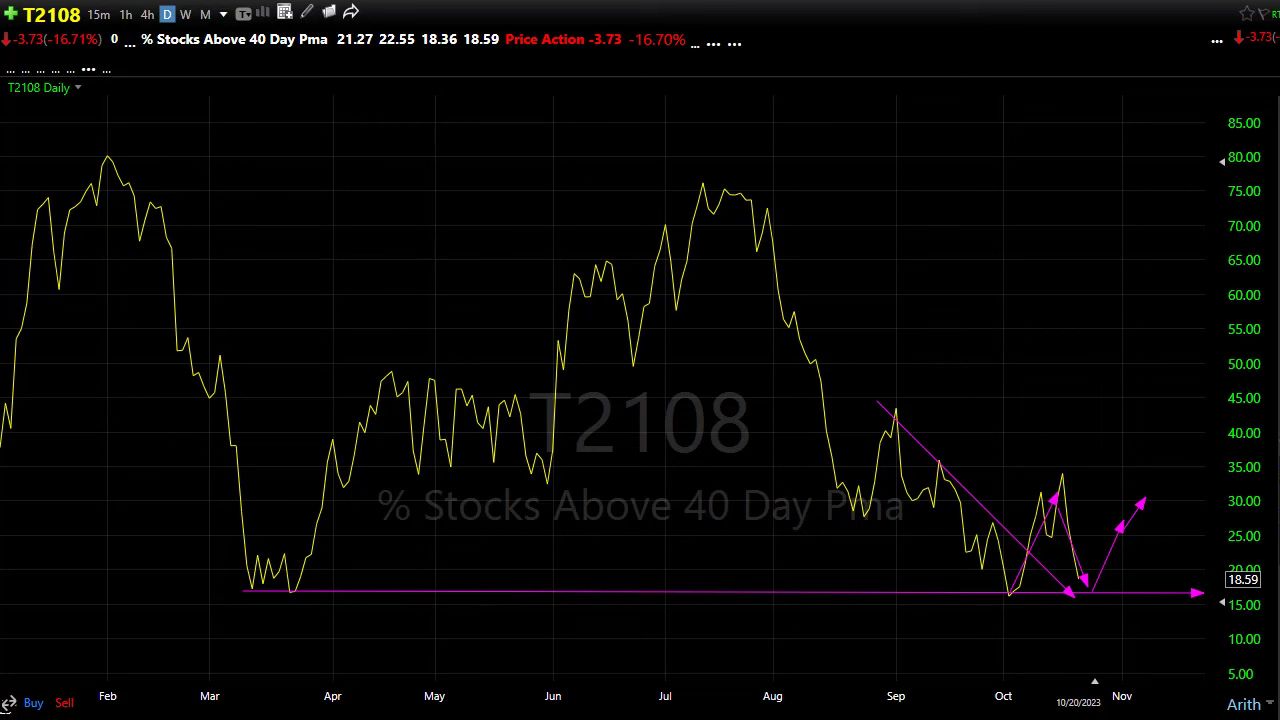 T2108 15m 1h 4h D W M T
-3.73(-16.71%) 0 ... % Stocks Above 40 Day Pma 21.27 22.55 18.36 18.59 Price Action -3.73 -16.70% ... ... ... ... -3.73(-
... ... ... ... ... ... ...
T2108 Daily
85.00
80.00
75.00
70.00
65.00
60.00
55.00
50.00
45.00
40.00
35.00
30.00
25.00
20.00
18.59
15.00
10.00
5.00
T2108
% Stocks Above 40 Day Pma
Feb Mar Apr May Jun Jul Aug Sep Oct Nov
Buy Sell 10/20/2023 Arith